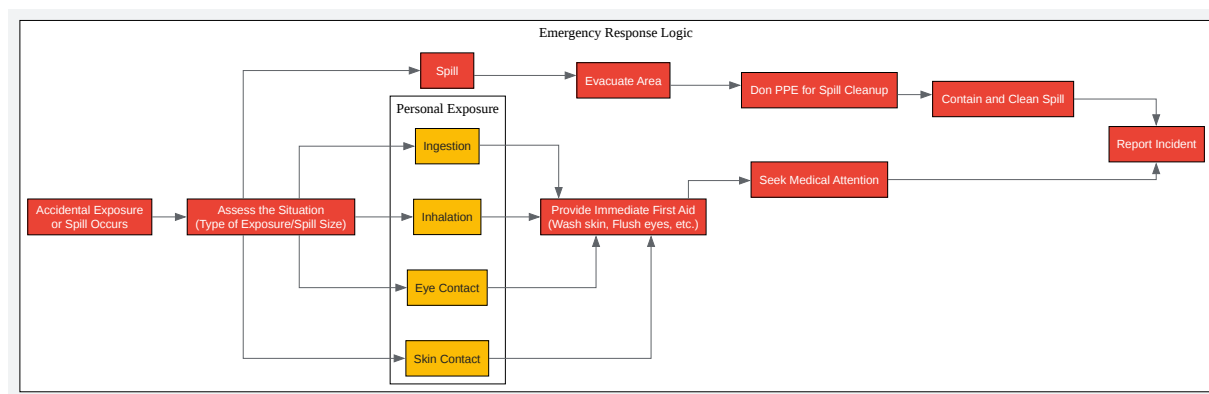 Emergency Response Logic
Spill
Evacuate Area
Don PPE for Spill Cleanup
Contain and Clean Spill
Report Incident
Personal Exposure
Ingestion
Seek Medical Attention
Accidental Exposure
or Spill Occurs
Assess the Situation
(Type of Exposure/Spill Size)
Inhalation
Provide Immediate First Aid
(Wash skin, Flush eyes, etc.)
Eye Contact
Skin Contact